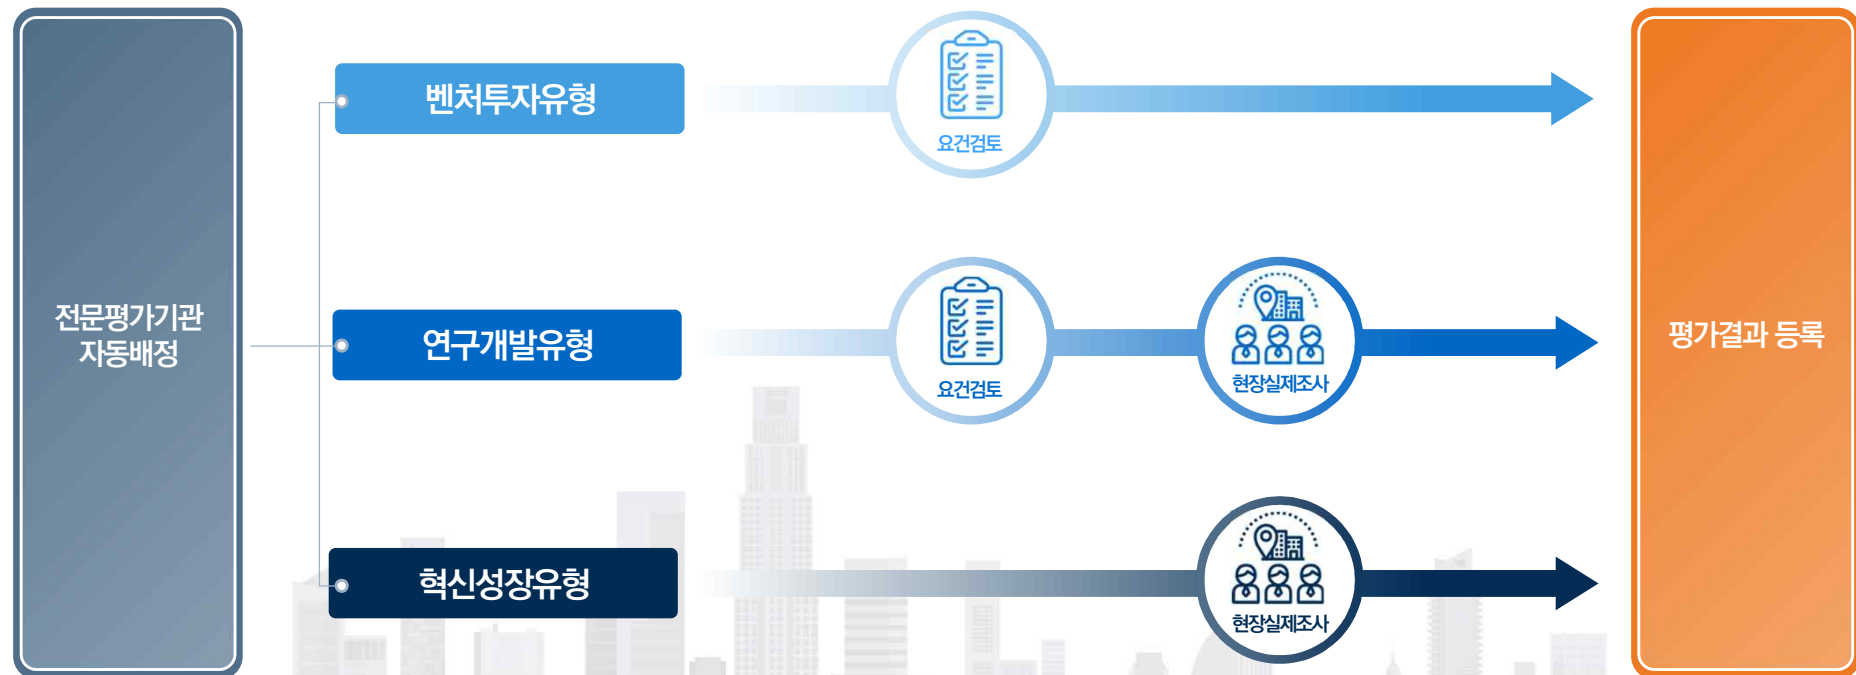 전문평가기관
자동배정
벤처투자유형
요건검토
연구개발유형
요건검토
현장실제조사
혁신성장유형
현장실제조사
평가결과 등록